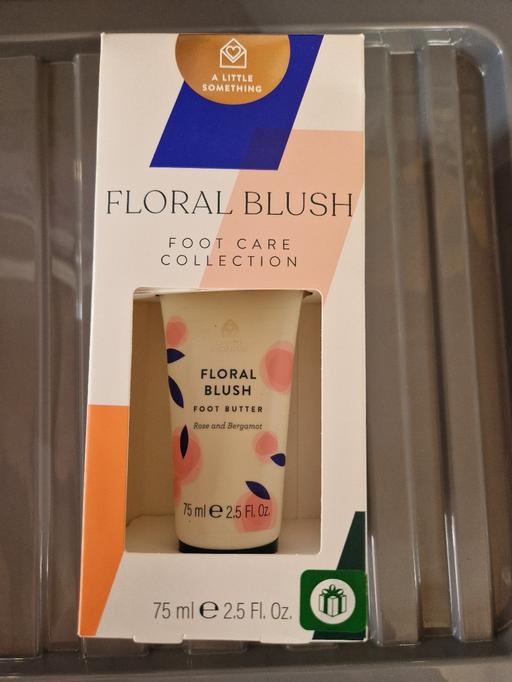 A LITTLE
SOMETHING
FLORAL BLUSH
FOOT CARE
COLLECTION
FLORAL
BLUSH
FOOT BUTTER
Rose and Bergamot
75 ml ℮ 2.5 Fl. Oz.
75 ml ℮ 2.5 Fl. Oz.